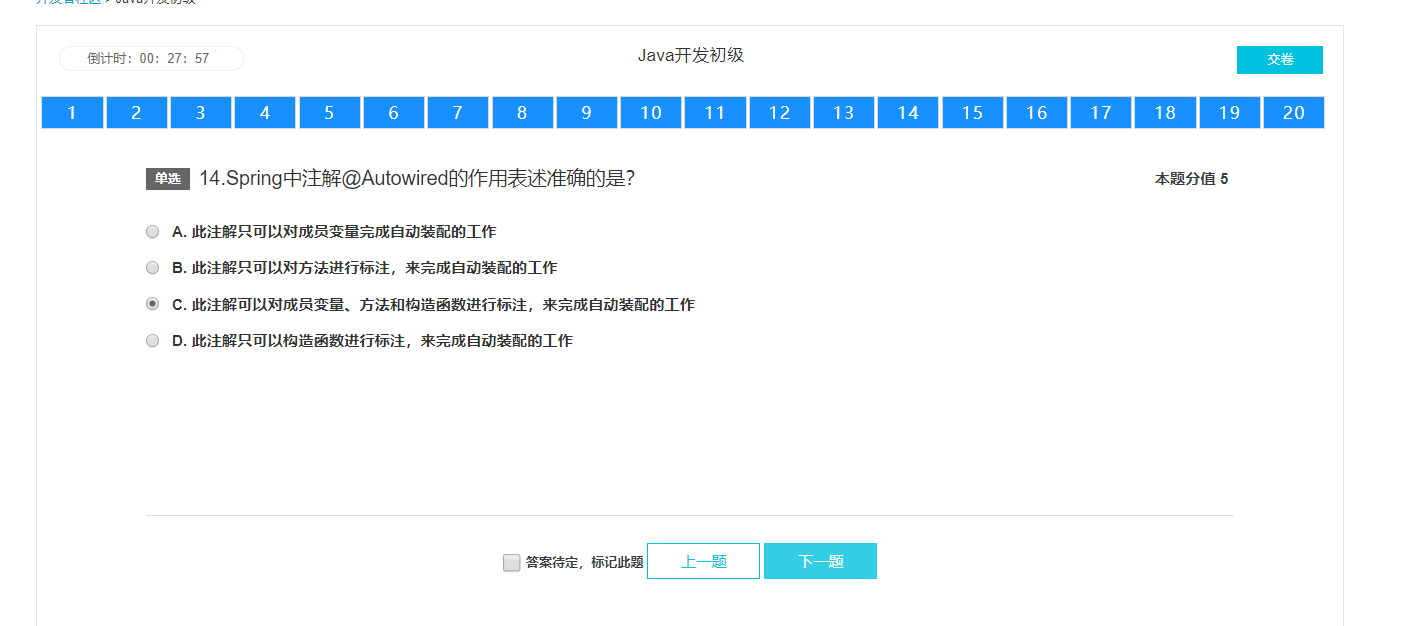 开发者社区 > Java开发初级
倒计时：00：27：57
Java开发初级
交卷
1 2 3 4 5 6 7 8 9 10 11 12 13 14 15 16 17 18 19 20
单选 14.Spring中注解@Autowired的作用表述准确的是？ 本题分值 5
A. 此注解只可以对成员变量完成自动装配的工作
B. 此注解只可以对方法进行标注，来完成自动装配的工作
C. 此注解可以对成员变量、方法和构造函数进行标注，来完成自动装配的工作
D. 此注解只可以构造函数进行标注，来完成自动装配的工作
答案待定，标记此题 上一题 下一题